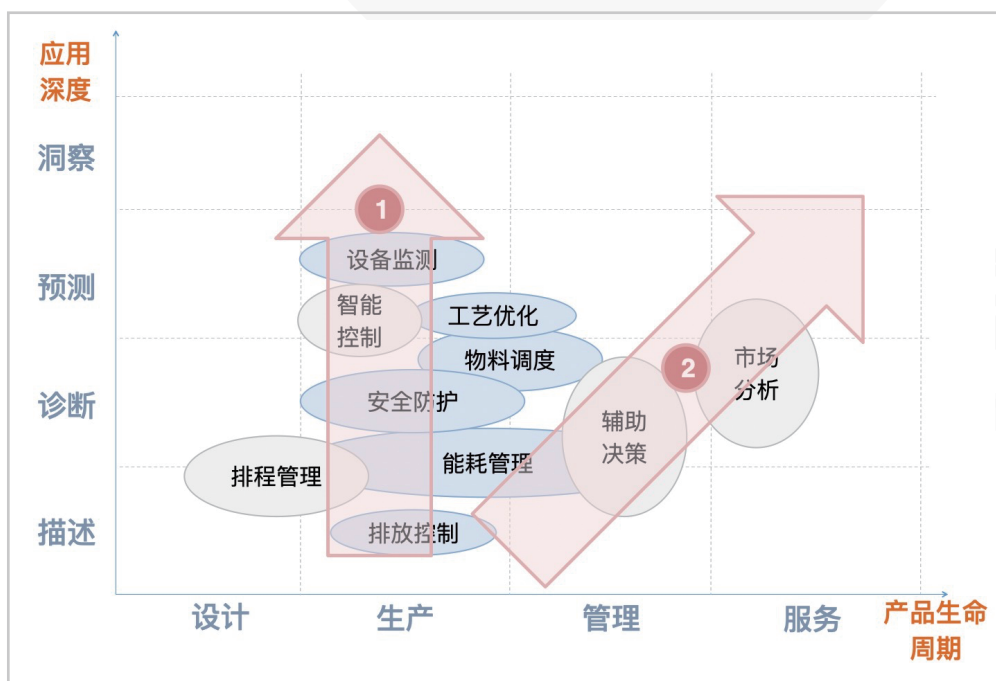 应用
深度
洞察
1
设备监测
预测
智能
控制
工艺优化
物料调度
2
市场
分析
诊断
安全防护
辅助
决策
能耗管理
排程管理
描述
排放控制
设计
生产
管理
服务
产品生命
周期